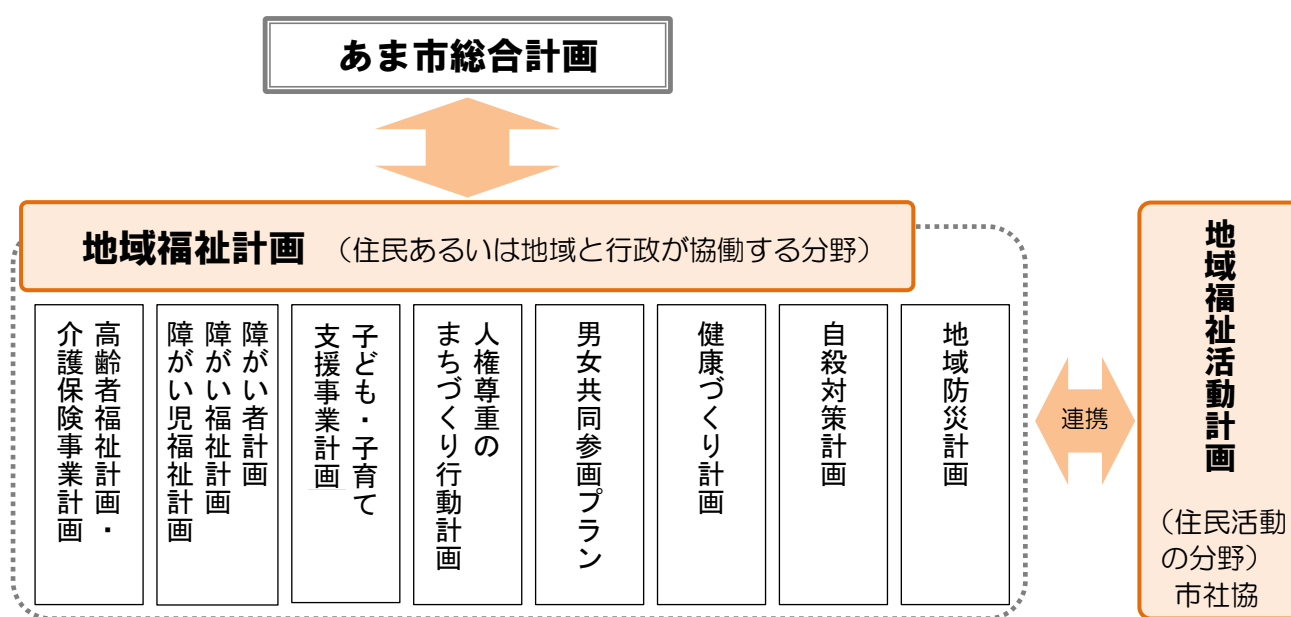 あま市総合計画
地域福祉計画 （住民あるいは地域と行政が協働する分野）
高齢者福祉計画・
介護保険事業計画
障がい者計画
障がい福祉計画
障がい児福祉計画
子ども・子育て
支援事業計画
人権尊重の
まちづくり行動計画
男女共同参画プラン
健康づくり計画
自殺対策計画
地域防災計画
連携
地域福祉活動計画
（住民活動
の分野）
市社協